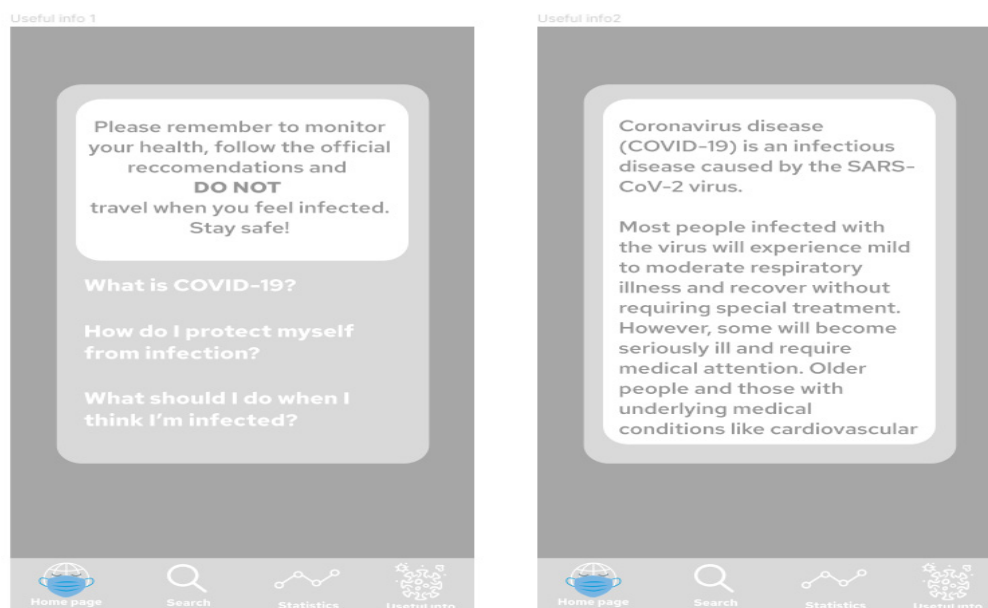 Useful info 1
Please remember to monitor
your health, follow the official
reccomendations and
DO NOT
travel when you feel infected.
Stay safe!
What is COVID-19?
How do I protect myself
from infection?
What should I do when I
think I'm infected?
Home page
Search
Statistics
Useful info
Useful info2
Coronavirus disease
(COVID-19) is an infectious
disease caused by the SARS-
CoV-2 virus.
Most people infected with
the virus will experience mild
to moderate respiratory
illness and recover without
requiring special treatment.
However, some will become
seriously ill and require
medical attention. Older
people and those with
underlying medical
conditions like cardiovascular
Home page
Search
Statistics
Useful info